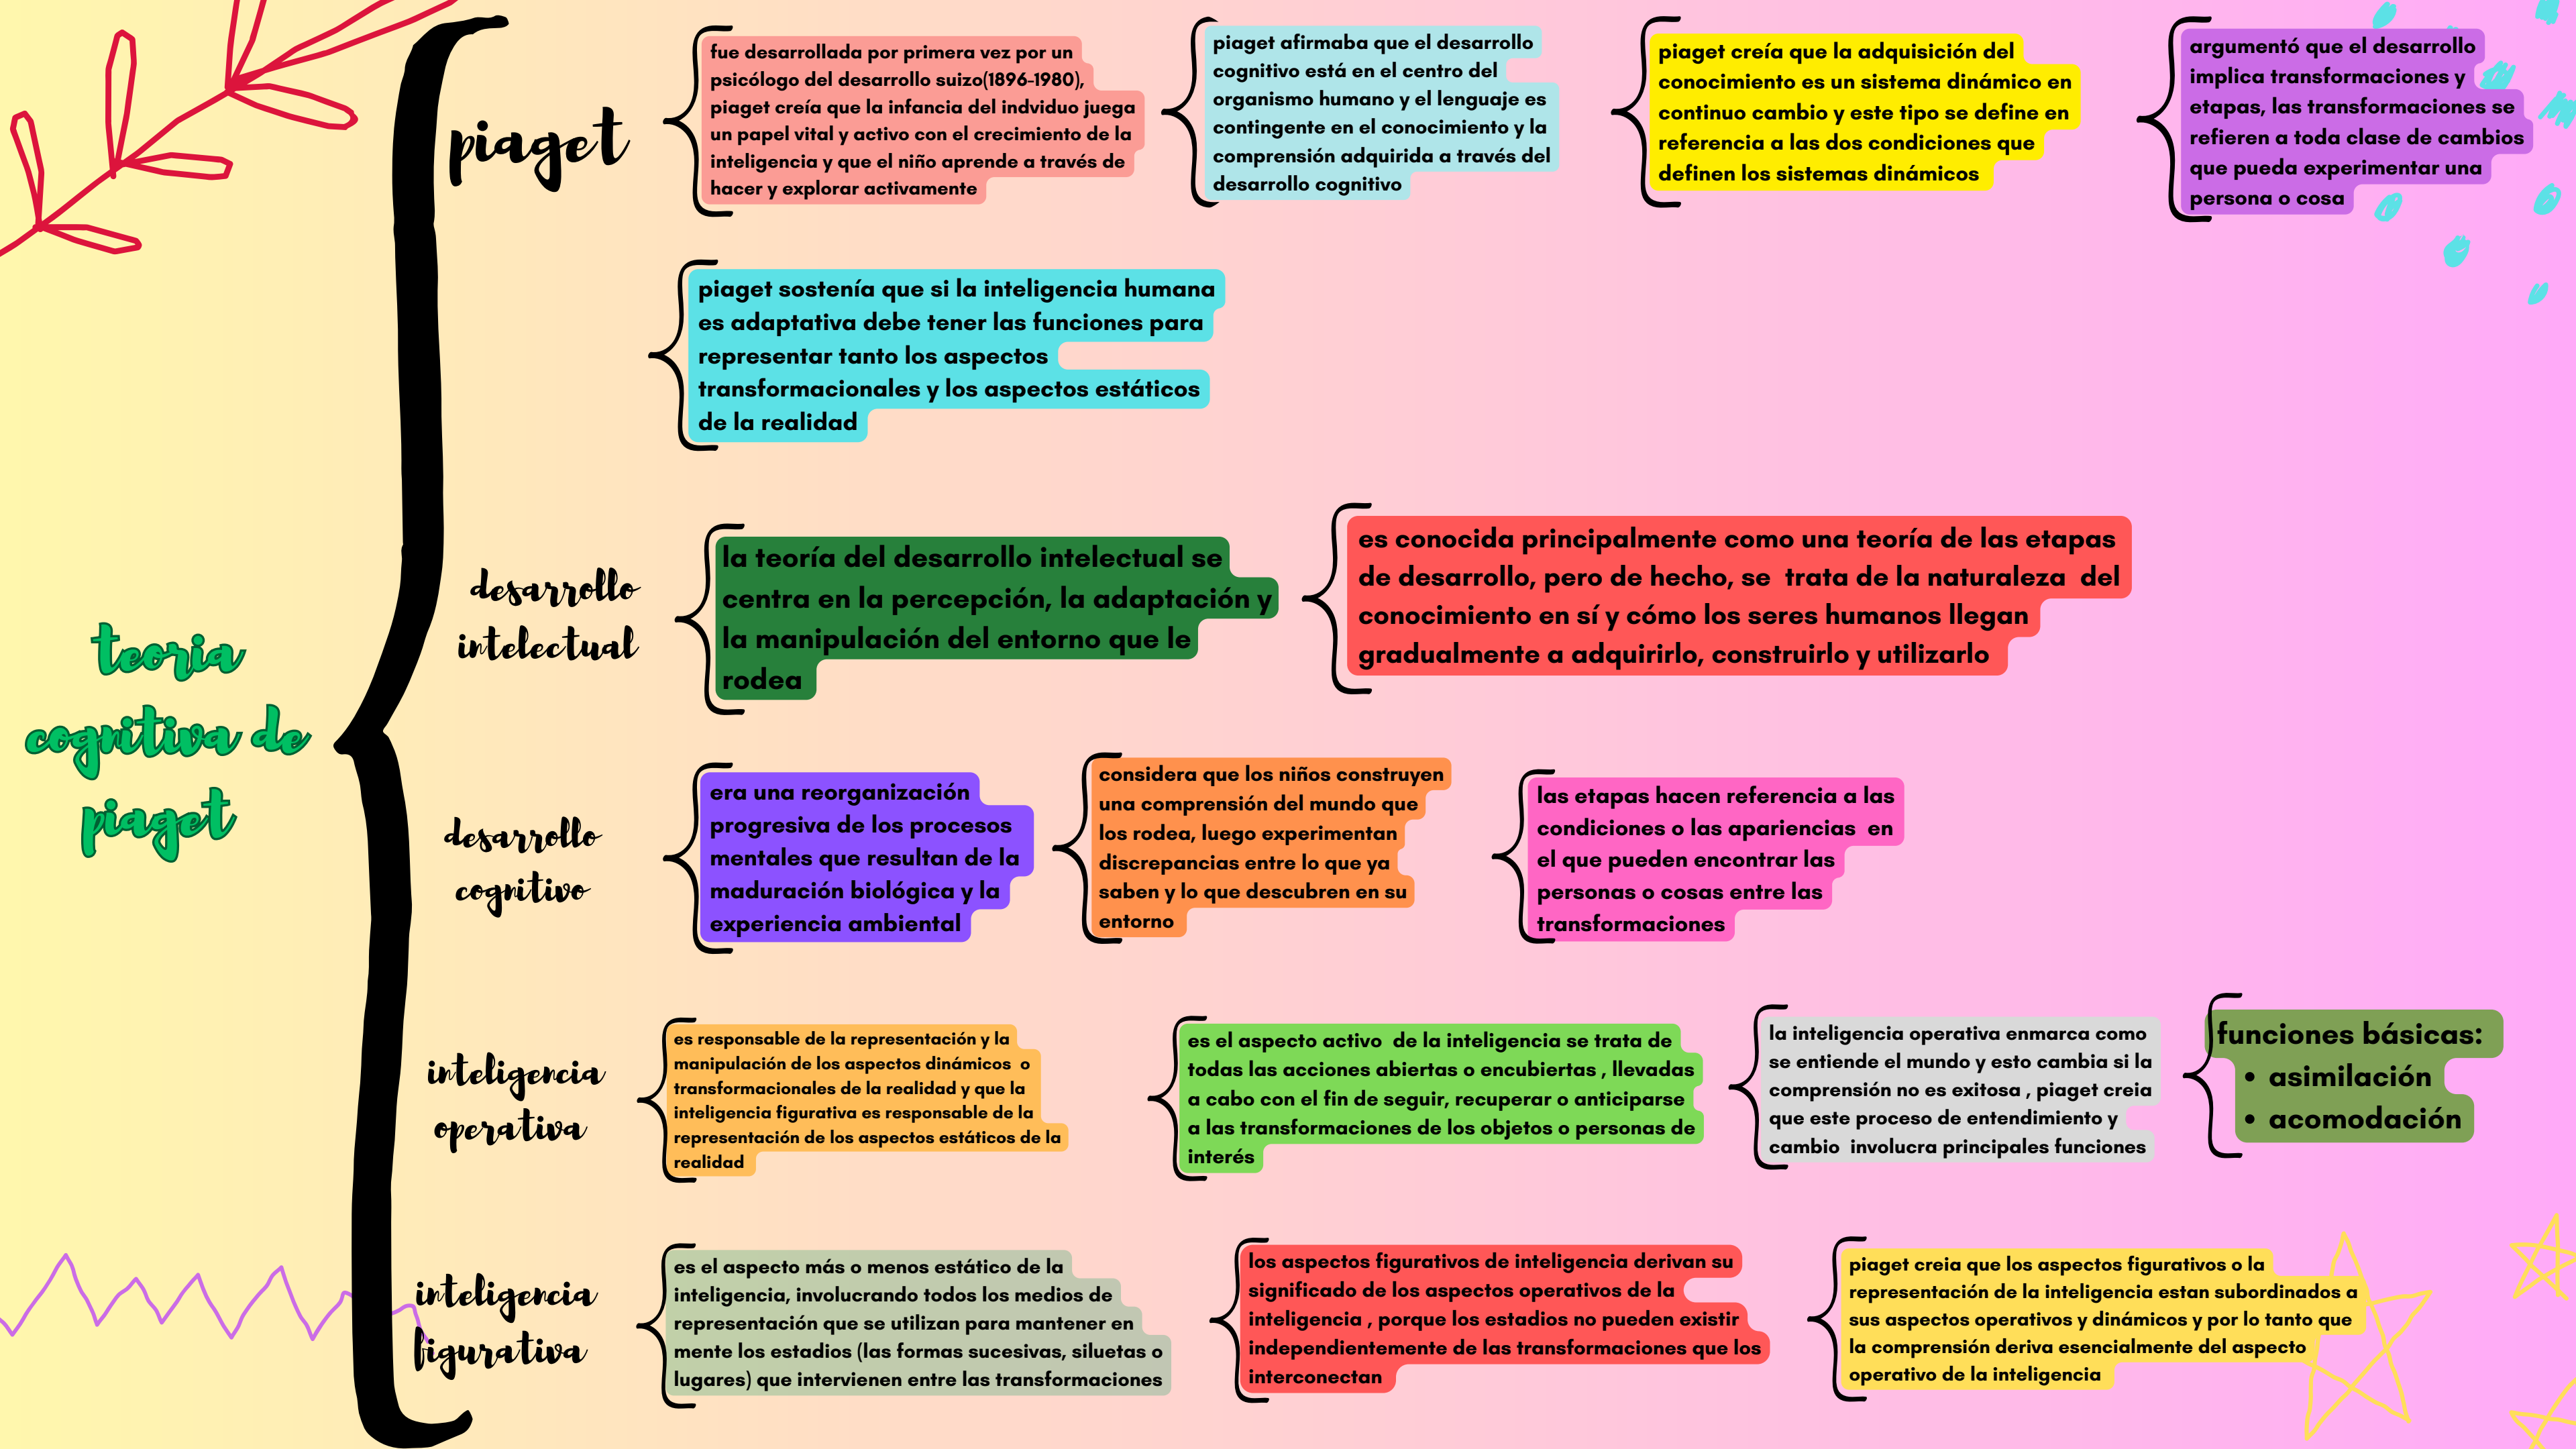 teoria
cognitiva de
piaget
piaget
fue desarrollada por primera vez por un
psicólogo del desarrollo suizo(1896-1980),
piaget creía que la infancia del indviduo juega
un papel vital y activo con el crecimiento de la
inteligencia y que el niño aprende a través de
hacer y explorar activamente
piaget afirmaba que el desarrollo
cognitivo está en el centro del
organismo humano y el lenguaje es
contingente en el conocimiento y la
comprensión adquirida a través del
desarrollo cognitivo
piaget creía que la adquisición del
conocimiento es un sistema dinámico en
continuo cambio y este tipo se define en
referencia a las dos condiciones que
definen los sistemas dinámicos
argumentó que el desarrollo
implica transformaciones y
etapas, las transformaciones se
refieren a toda clase de cambios
que pueda experimentar una
persona o cosa
piaget sostenía que si la inteligencia humana
es adaptativa debe tener las funciones para
representar tanto los aspectos
transformacionales y los aspectos estáticos
de la realidad
desarrollo
intelectual
la teoría del desarrollo intelectual se
centra en la percepción, la adaptación y
la manipulación del entorno que le
rodea
es conocida principalmente como una teoría de las etapas
de desarrollo, pero de hecho, se trata de la naturaleza del
conocimiento en sí y cómo los seres humanos llegan
gradualmente a adquirirlo, construirlo y utilizarlo
desarrollo
cognitivo
era una reorganización
progresiva de los procesos
mentales que resultan de la
maduración biológica y la
experiencia ambiental
considera que los niños construyen
una comprensión del mundo que
los rodea, luego experimentan
discrepancias entre lo que ya
saben y lo que descubren en su
entorno
las etapas hacen referencia a las
condiciones o las apariencias en
el que pueden encontrar las
personas o cosas entre las
transformaciones
inteligencia
operativa
es responsable de la representación y la
manipulación de los aspectos dinámicos o
transformacionales de la realidad y que la
inteligencia figurativa es responsable de la
representación de los aspectos estáticos de la
realidad
es el aspecto activo de la inteligencia se trata de
todas las acciones abiertas o encubiertas , llevadas
a cabo con el fin de seguir, recuperar o anticiparse
a las transformaciones de los objetos o personas de
interés
la inteligencia operativa enmarca como
se entiende el mundo y esto cambia si la
comprensión no es exitosa , piaget creia
que este proceso de entendimiento y
cambio involucra principales funciones
funciones básicas:
• asimilación
• acomodación
inteligencia
figurativa
es el aspecto más o menos estático de la
inteligencia, involucrando todos los medios de
representación que se utilizan para mantener en
mente los estadios (las formas sucesivas, siluetas o
lugares) que intervienen entre las transformaciones
los aspectos figurativos de inteligencia derivan su
significado de los aspectos operativos de la
inteligencia , porque los estadios no pueden existir
independientemente de las transformaciones que los
interconectan
piaget creia que los aspectos figurativos o la
representación de la inteligencia estan subordinados a
sus aspectos operativos y dinámicos y por lo tanto que
la comprensión deriva esencialmente del aspecto
operativo de la inteligencia